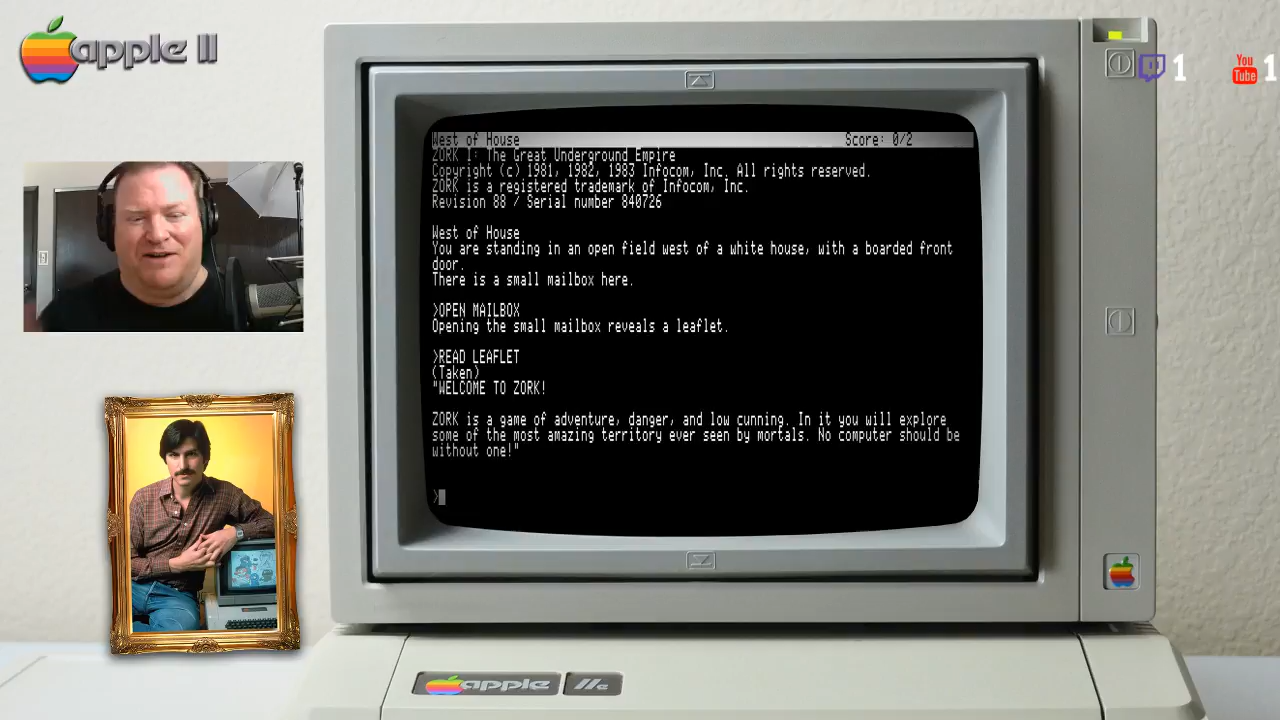 apple II
1
You
Tube
1
West of House Score: 0/2
ZORK I: The Great Underground Empire
Copyright (c) 1981, 1982, 1983 Infocom, Inc. All rights reserved.
ZORK is a registered trademark of Infocom, Inc.
Revision 88 / Serial number 840726
West of House
You are standing in an open field west of a white house, with a boarded front
door.
There is a small mailbox here.
>OPEN MAILBOX
Opening the small mailbox reveals a leaflet.
>READ LEAFLET
(Taken)
"WELCOME TO ZORK!
ZORK is a game of adventure, danger, and low cunning. In it you will explore
some of the most amazing territory ever seen by mortals. No computer should be
without one!"
>
apple IIe